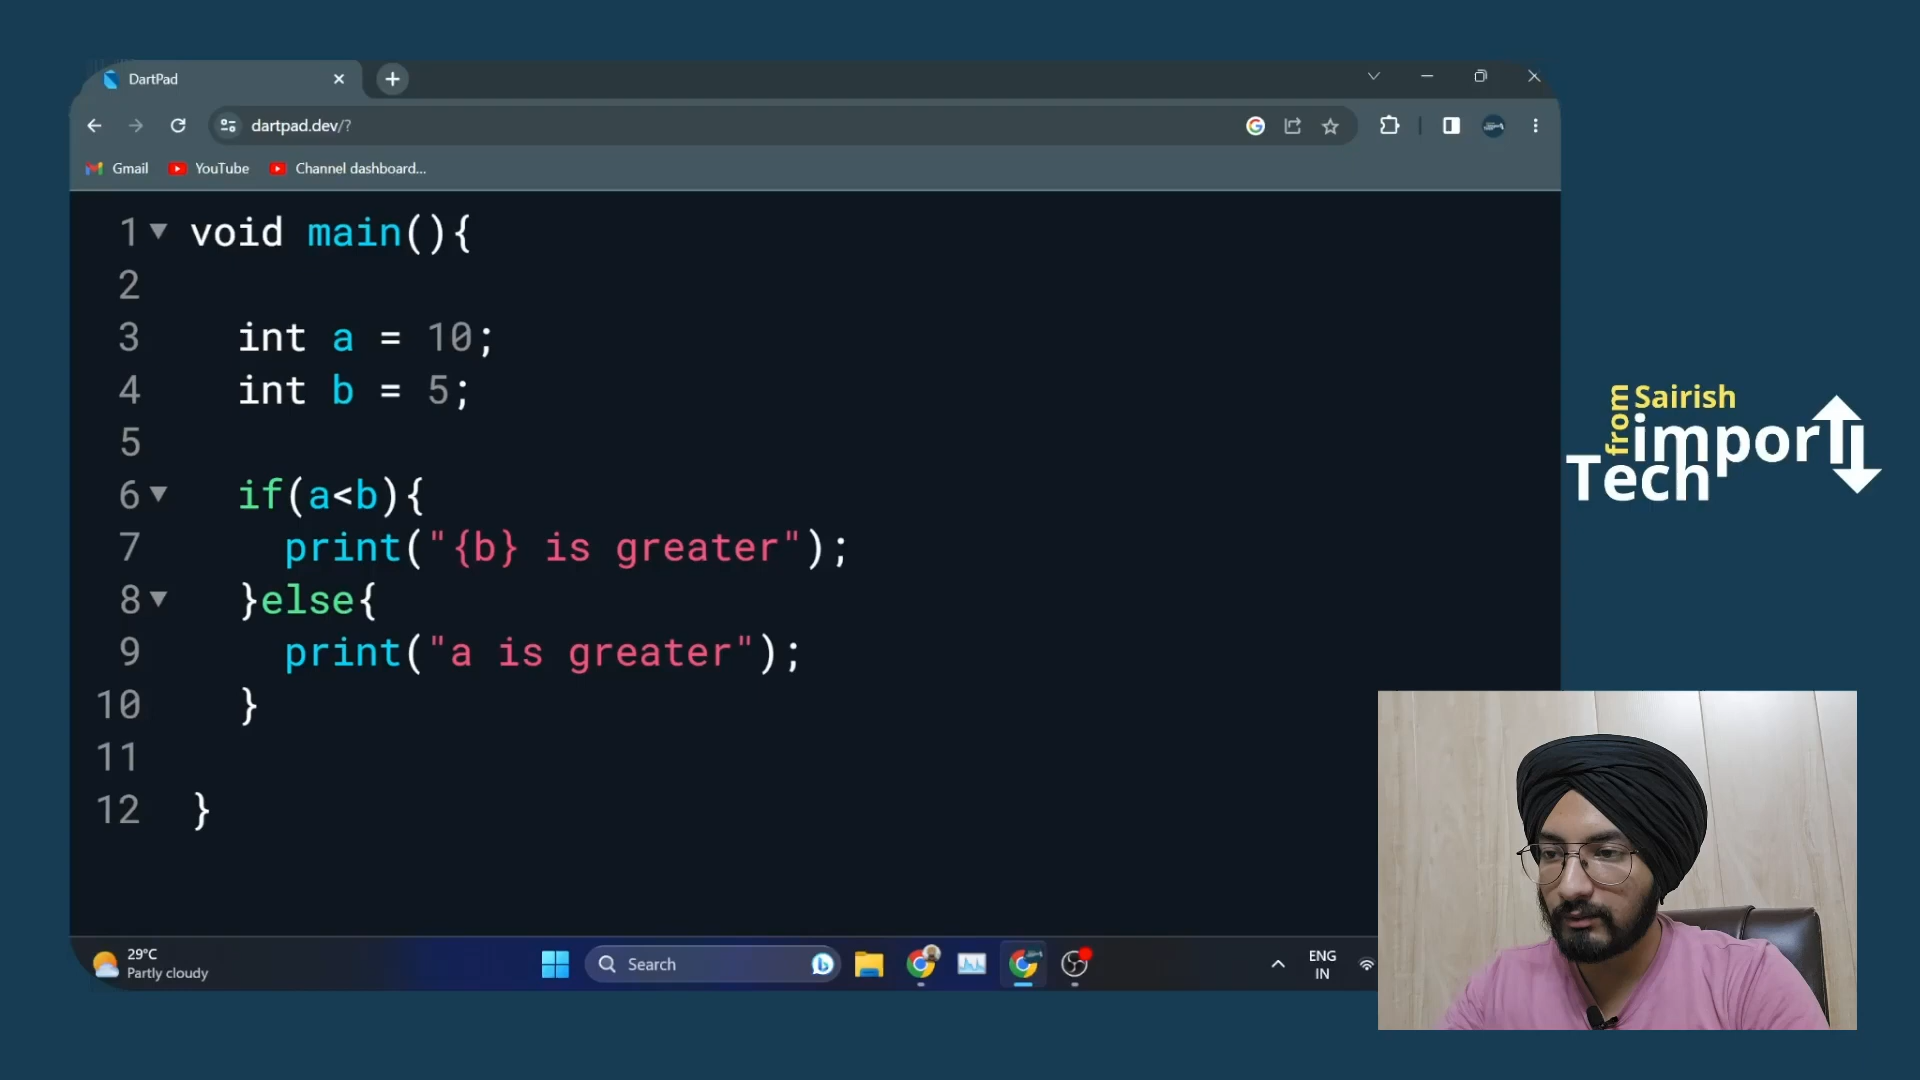 DartPad
dartpad.dev/?
Gmail YouTube Channel dashboard...
1 void main(){
2
3 int a = 10;
4 int b = 5;
5
6 if(a<b){
7 print("{b} is greater");
8 }else{
9 print("a is greater");
10 }
11
12 }
from Sairish
import
Tech
29°C
Partly cloudy
Search
ENG
IN